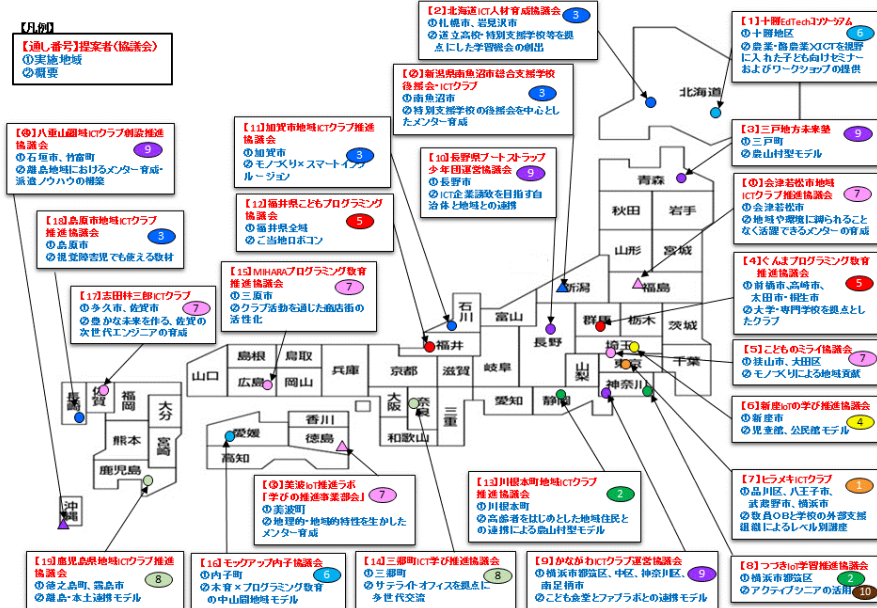 【凡例】
【通し番号】提案者(協議会)
①実施地域
②概要
【2】北海道ICT人材育成協議会
①札幌市、岩見沢市
②道立高校・特別支援学校等を拠
点にした学習機会の創出
3
【1】十勝EdTechコンソーシアム
①十勝地区
②農業・酪農業×ICTを視野
に入れた子ども向けセミナー
およびワークショップの提供
6
【②】新潟県南魚沼市総合支援学校
後援会・ICTクラブ
①南魚沼市
②特別支援学校の後援会を中心とし
たメンター育成
3
【④】八重山圏域ICTクラブ創設推進
協議会
①石垣市、竹富町
②離島地域におけるメンター育成・
派遣ノウハウの構築
9
【11】加賀市地域ICTクラブ推進
協議会
①加賀市
②モノづくり×スマートインク
ルージョン
3
【10】長野県ブートストラップ
少年団運営協議会
①長野市
②ICT企業誘致を目指す自
治体と地域との連携
9
【3】三戸地方未来塾
①三戸町
②農山村型モデル
9
【①】会津若松市地域
ICTクラブ推進協議会
①会津若松市
②地域や環境に縛られること
なく活躍できるメンターの育成
7
【12】福井県こどもプログラミング
協議会
①福井県全域
②ご当地ロボコン
5
【18】島原市地域ICTクラブ
推進協議会
①島原市
②視覚障害児でも使える教材
3
【4】ぐんまプログラミング教育
推進協議会
①前橋市、高崎市、
太田市・桐生市
②大学・専門学校を拠点とし
たクラブ
5
【15】MIHARAプログラミング教育
推進協議会
①三原市
②クラブ活動を通じた商店街の
活性化
7
【17】志田林三郎ICTクラブ
①多久市、佐賀市
②豊かな未来を作る、佐賀の
次世代エンジニアの育成
7
【5】こどものミライ協議会
①狭山市、大田区
②モノづくりによる地域貢献
7
【6】新座IoTの学び推進協議会
①新座市
②児童館、公民館モデル
4
【7】ヒラメキICTクラブ
①品川区、八王子市、
武蔵野市、横浜市
②教員OBと学校の外部支援
組織によるレベル別講座
1
【③】美波IoT推進ラボ
「学びの推進事業部会」
①美波町
②地理的・地域的特性を生かした
メンター育成
7
【13】川根本町地域ICTクラブ
推進協議会
①川根本町
②高齢者をはじめとした地域住民と
の連携による農山村型モデル
2
【19】鹿児島県地域ICTクラブ推進
協議会
①徳之島町、霧島市
②離島・本土連携モデル
8
【16】モックアップ内子協議会
①内子町
②木育×プログラミング教育
の中山間地域モデル
6
【14】三郷町ICT学び推進協議会
①三郷町
②サテライトオフィスを拠点に
多世代交流
8
【9】かながわICTクラブ運営協議会
①横浜市都筑区、中区、神奈川区、
南足柄市
②こども食堂とファブラボとの連携モデル
9
【8】つづきIoT学習推進協議会
①横浜市都筑区
②アクティブシニアの活用
2
10
北海道
青森
秋田
岩手
山形
宮城
新潟
福島
石川
富山
群馬
栃木
茨城
福井
長野
埼玉
東京
千葉
山梨
神奈川
島根
鳥取
兵庫
京都
滋賀
岐阜
山口
広島
岡山
大阪
奈良
三重
愛知
静岡
和歌山
香川
愛媛
徳島
高知
長崎
佐賀
福岡
大分
熊本
宮崎
鹿児島
沖縄